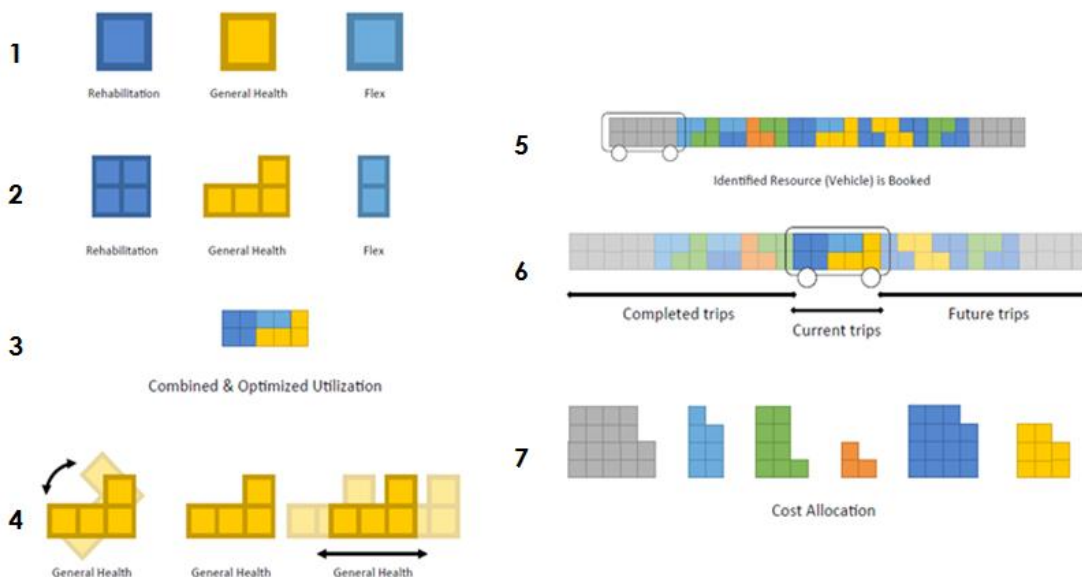 1
Rehabilitation General Health Flex
2
Rehabilitation General Health Flex
3
Combined & Optimized Utilization
4
General Health General Health General Health
5
Identified Resource (Vehicle) is Booked
6
Completed trips Current trips Future trips
7
Cost Allocation